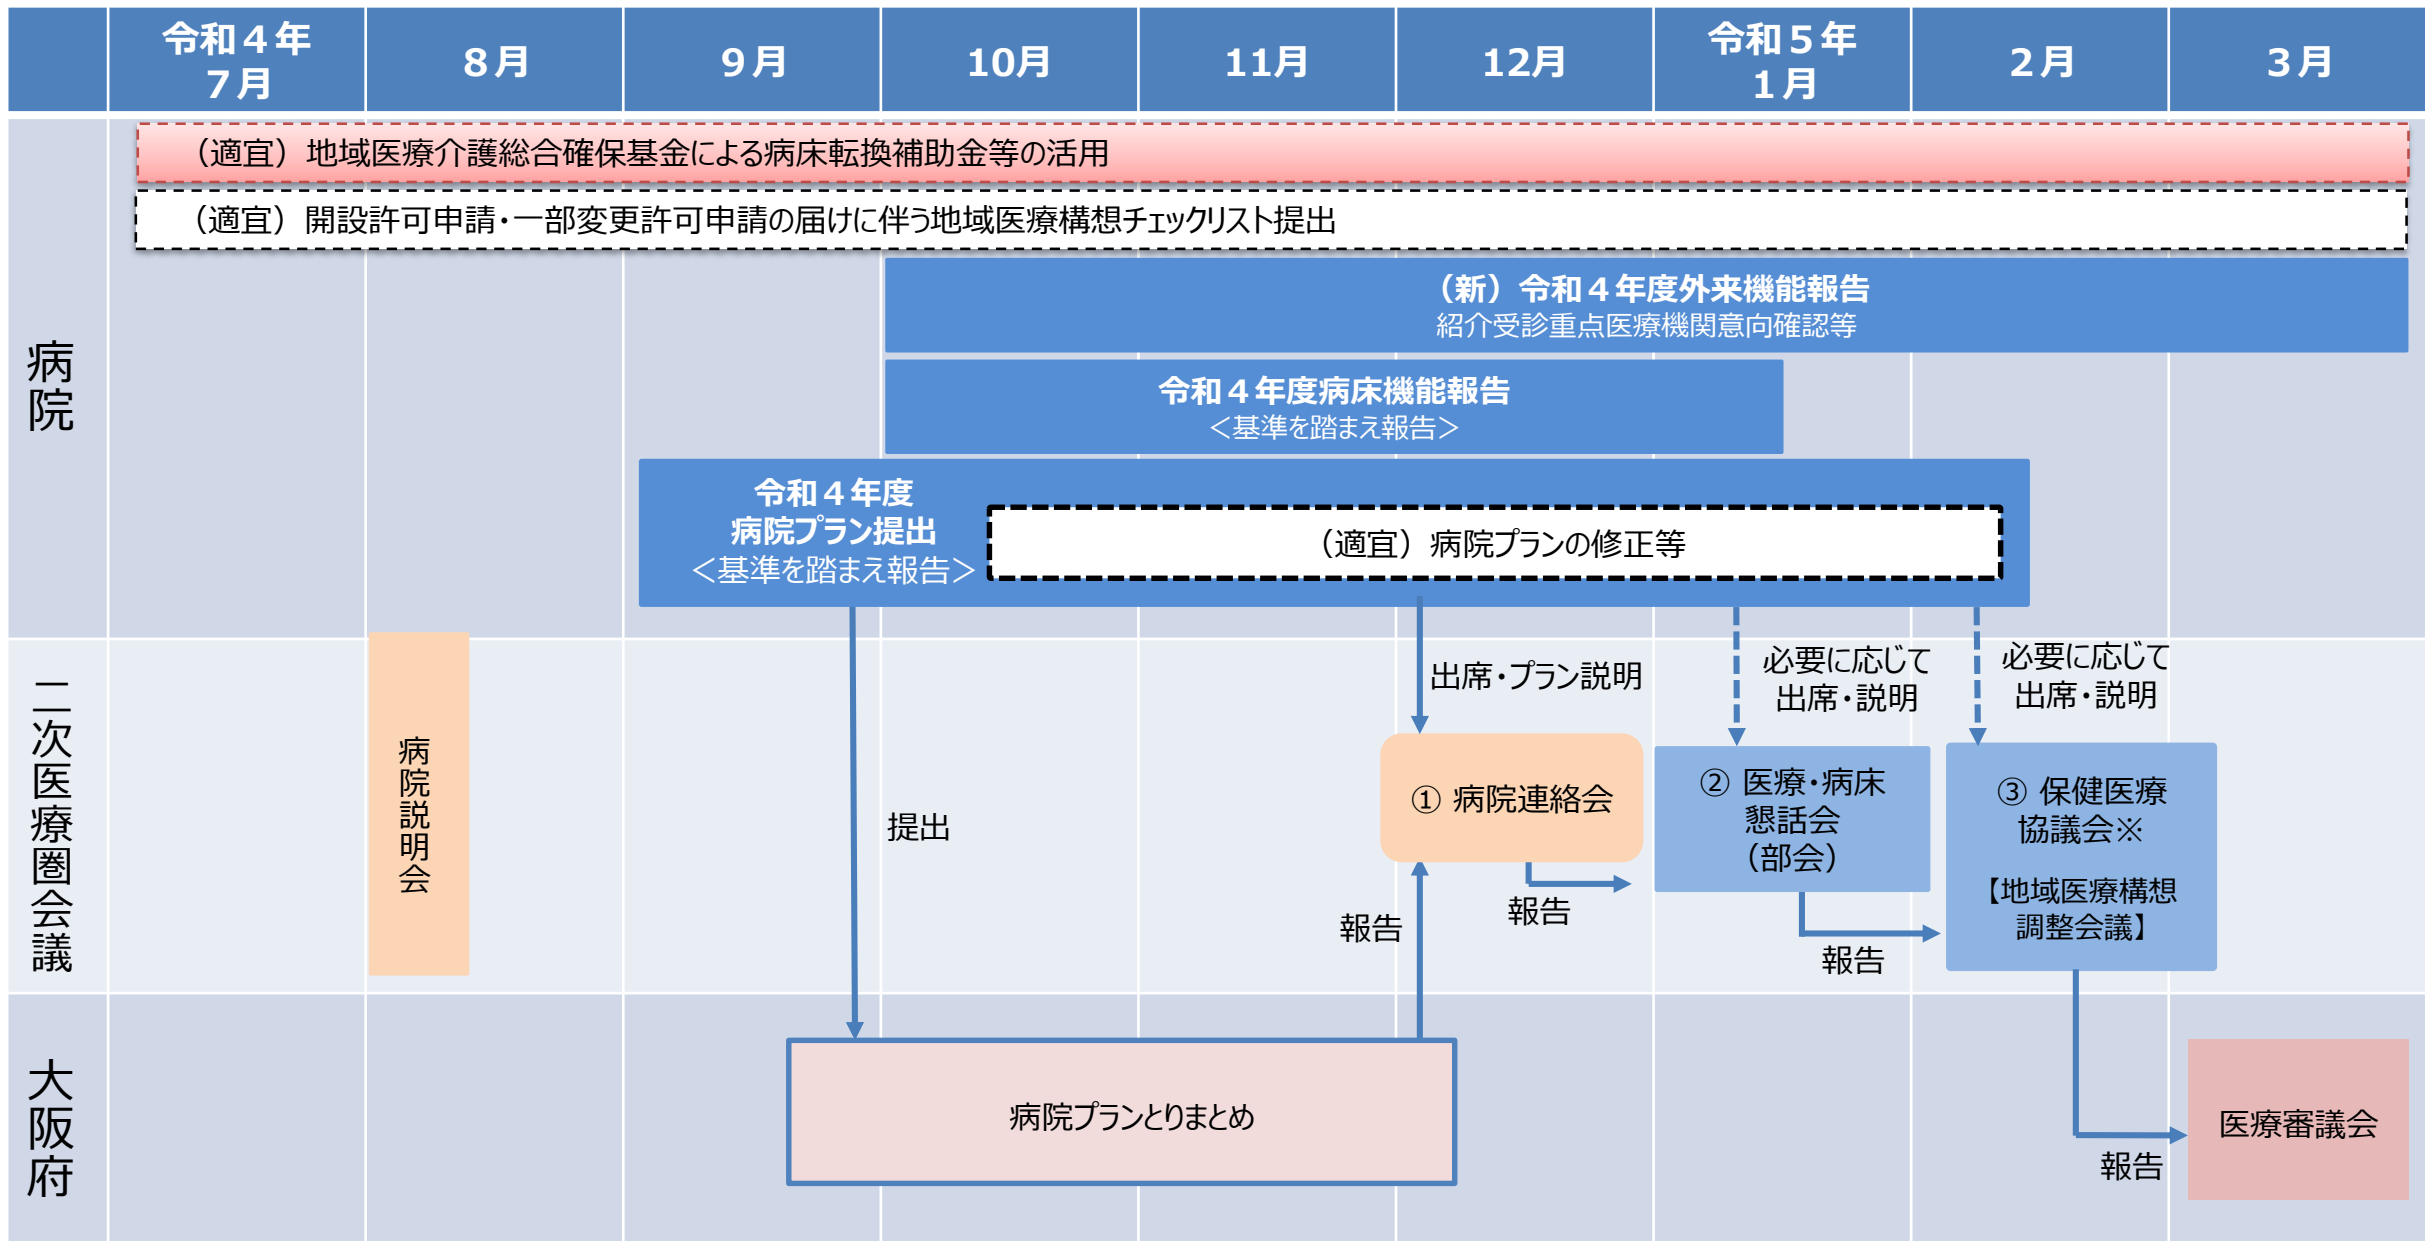 令和４年
７月
８月
９月
10月
11月
12月
令和５年
１月
２月
３月
病院
（適宜）地域医療介護総合確保基金による病床転換補助金等の活用
（適宜）開設許可申請・一部変更許可申請の届けに伴う地域医療構想チェックリスト提出
（新）令和４年度外来機能報告
紹介受診重点医療機関意向確認等
令和４年度病床機能報告
＜基準を踏まえ報告＞
令和４年度
病院プラン提出
＜基準を踏まえ報告＞
（適宜）病院プランの修正等
二次医療圏会議
病院説明会
提出
出席・プラン説明
必要に応じて
出席・説明
必要に応じて
出席・説明
① 病院連絡会
② 医療・病床
懇話会
（部会）
③ 保健医療
協議会※
【地域医療構想
調整会議】
報告
報告
報告
大阪府
病院プランとりまとめ
医療審議会
報告